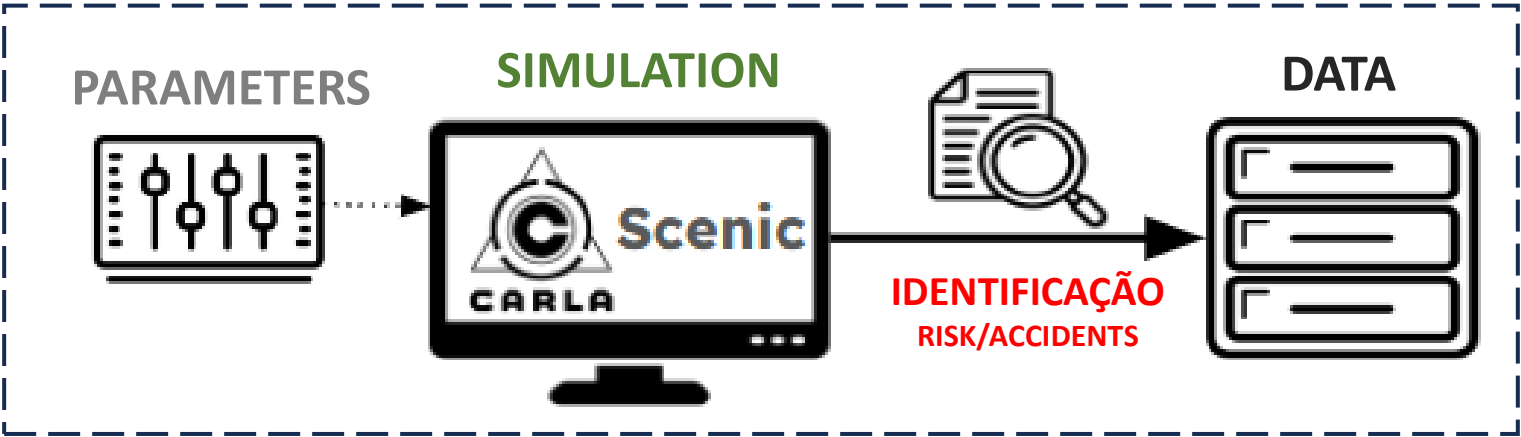 PARAMETERS
SIMULATION
DATA
C
Scenic
CARLA
IDENTIFICAÇÃO
RISK/ACCIDENTS